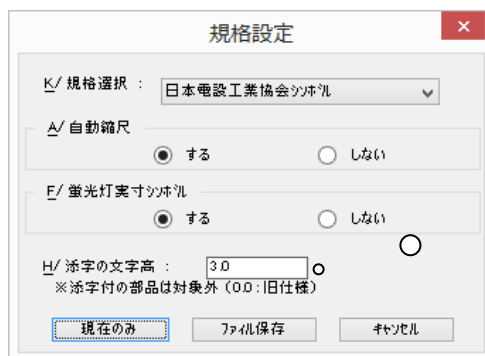 規格設定
K/ 規格選択 : 日本電設工業協会ｼﾝﾎﾞﾙ
A/ 自動縮尺
する しない
F/ 蛍光灯実寸ｼﾝﾎﾞﾙ
する しない
H/ 添字の文字高 : 3.0
※添字付の部品は対象外（0.0：旧仕様）
現在のみ ﾌｧｲﾙ保存 ｷｬﾝｾﾙ